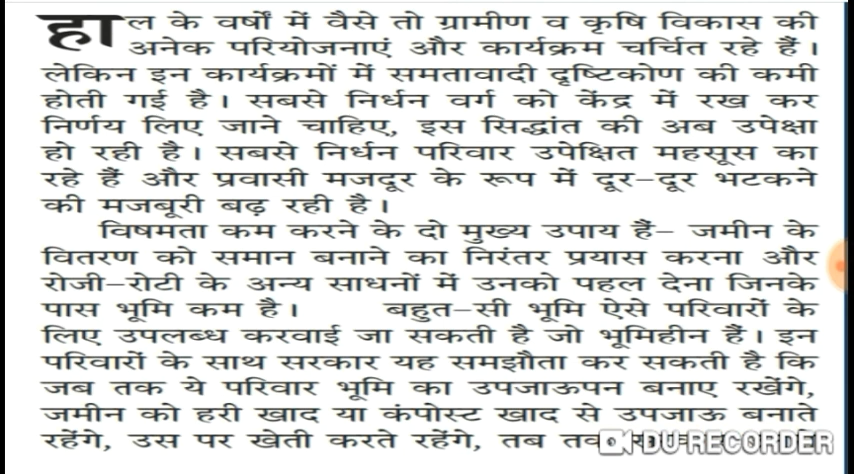 हाल के वर्षों में वैसे तो ग्रामीण व कृषि विकास की
अनेक परियोजनाएं और कार्यक्रम चर्चित रहे हैं।
लेकिन इन कार्यक्रमों में समतावादी दृष्टिकोण की कमी
होती गई है। सबसे निर्धन वर्ग को केंद्र में रख कर
निर्णय लिए जाने चाहिए, इस सिद्धांत की अब उपेक्षा
हो रही है। सबसे निर्धन परिवार उपेक्षित महसूस का
रहे हैं और प्रवासी मजदूर के रूप में दूर-दूर भटकने
की मजबूरी बढ़ रही है।
विषमता कम करने के दो मुख्य उपाय हैं- जमीन के
वितरण को समान बनाने का निरंतर प्रयास करना और
रोजी-रोटी के अन्य साधनों में उनको पहल देना जिनके
पास भूमि कम है। बहुत-सी भूमि ऐसे परिवारों के
लिए उपलब्ध करवाई जा सकती है जो भूमिहीन हैं। इन
परिवारों के साथ सरकार यह समझौता कर सकती है कि
जब तक ये परिवार भूमि का उपजाऊपन बनाए रखेंगे,
जमीन को हरी खाद या कंपोस्ट खाद से उपजाऊ बनाते
रहेंगे, उस पर खेती करते रहेंगे, तब तक
DU RECORDER